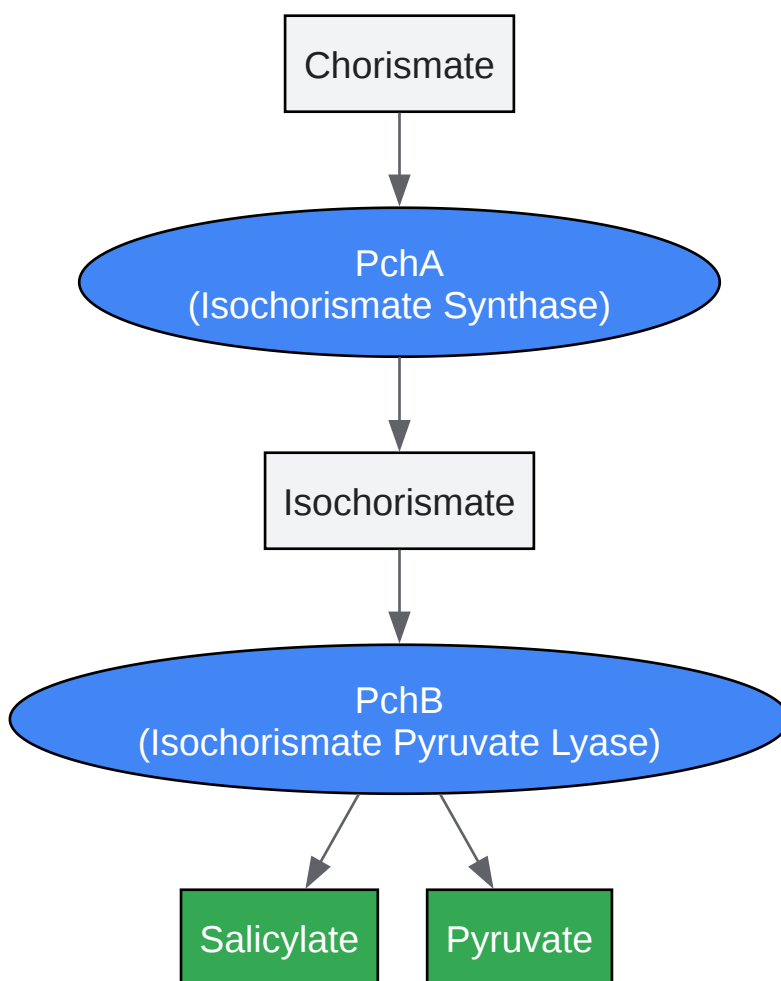 Chorismate
PchA
(Isochorismate Synthase)
Isochorismate
PchB
(Isochorismate Pyruvate Lyase)
Salicylate
Pyruvate